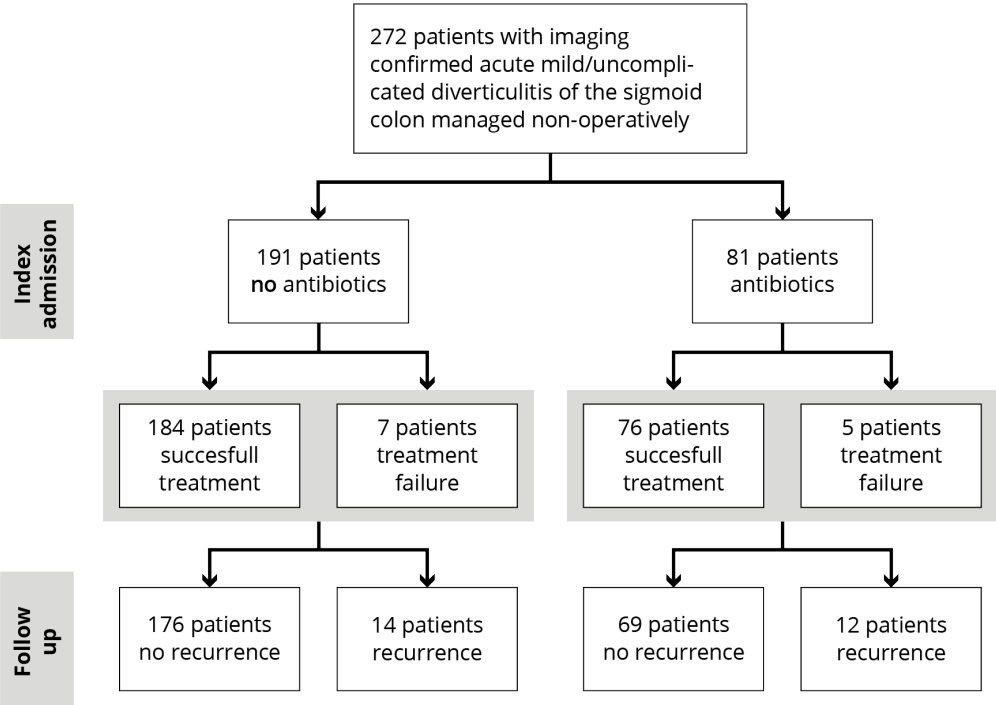 272 patients with imaging
confirmed acute mild/uncompli-
cated diverticulitis of the sigmoid
colon managed non-operatively
Index
admission
191 patients
no antibiotics
81 patients
antibiotics
184 patients
succesfull
treatment
7 patients
treatment
failure
76 patients
succesfull
treatment
5 patients
treatment
failure
Follow
up
176 patients
no recurrence
14 patients
recurrence
69 patients
no recurrence
12 patients
recurrence